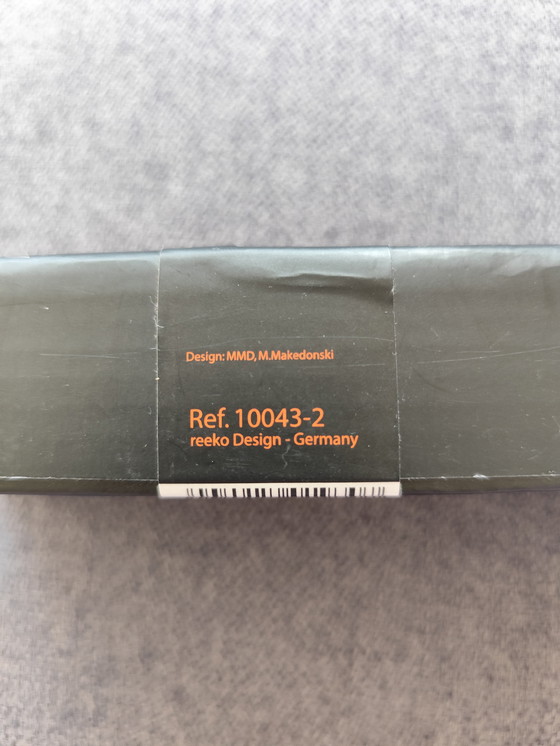 Design: MMD, M.Makedonski
Ref. 10043-2
reeko Design - Germany